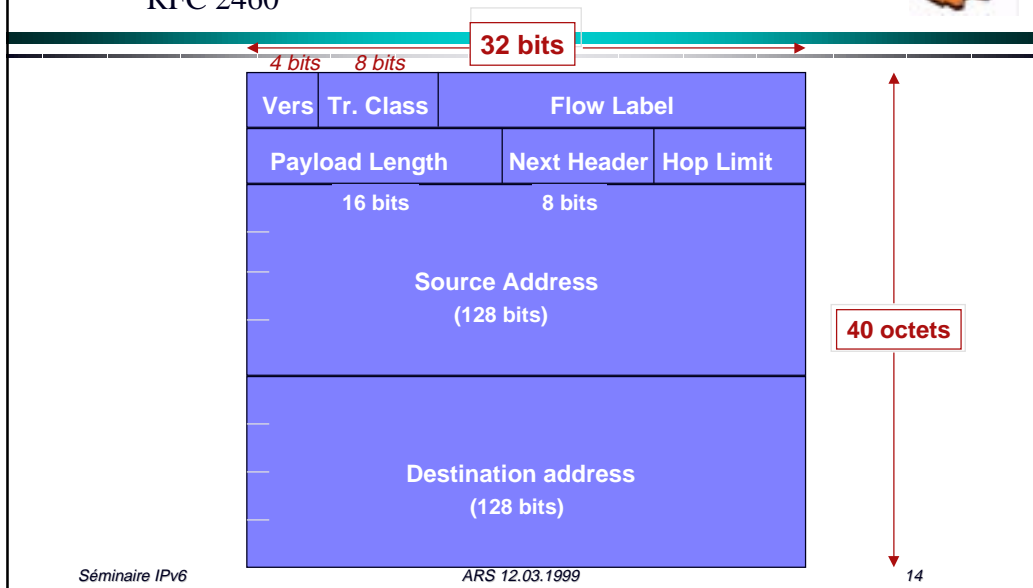 RFC 2460
32 bits
4 bits 8 bits
Vers Tr. Class Flow Label
Payload Length Next Header Hop Limit
16 bits 8 bits
Source Address
(128 bits)
40 octets
Destination address
(128 bits)
Séminaire IPv6 ARS 12.03.1999 14